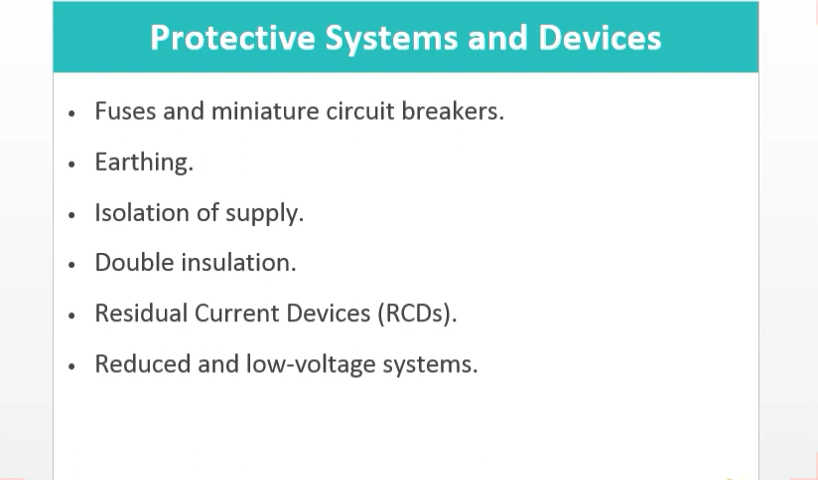 Protective Systems and Devices
• Fuses and miniature circuit breakers.
• Earthing.
• Isolation of supply.
• Double insulation.
• Residual Current Devices (RCDs).
• Reduced and low-voltage systems.